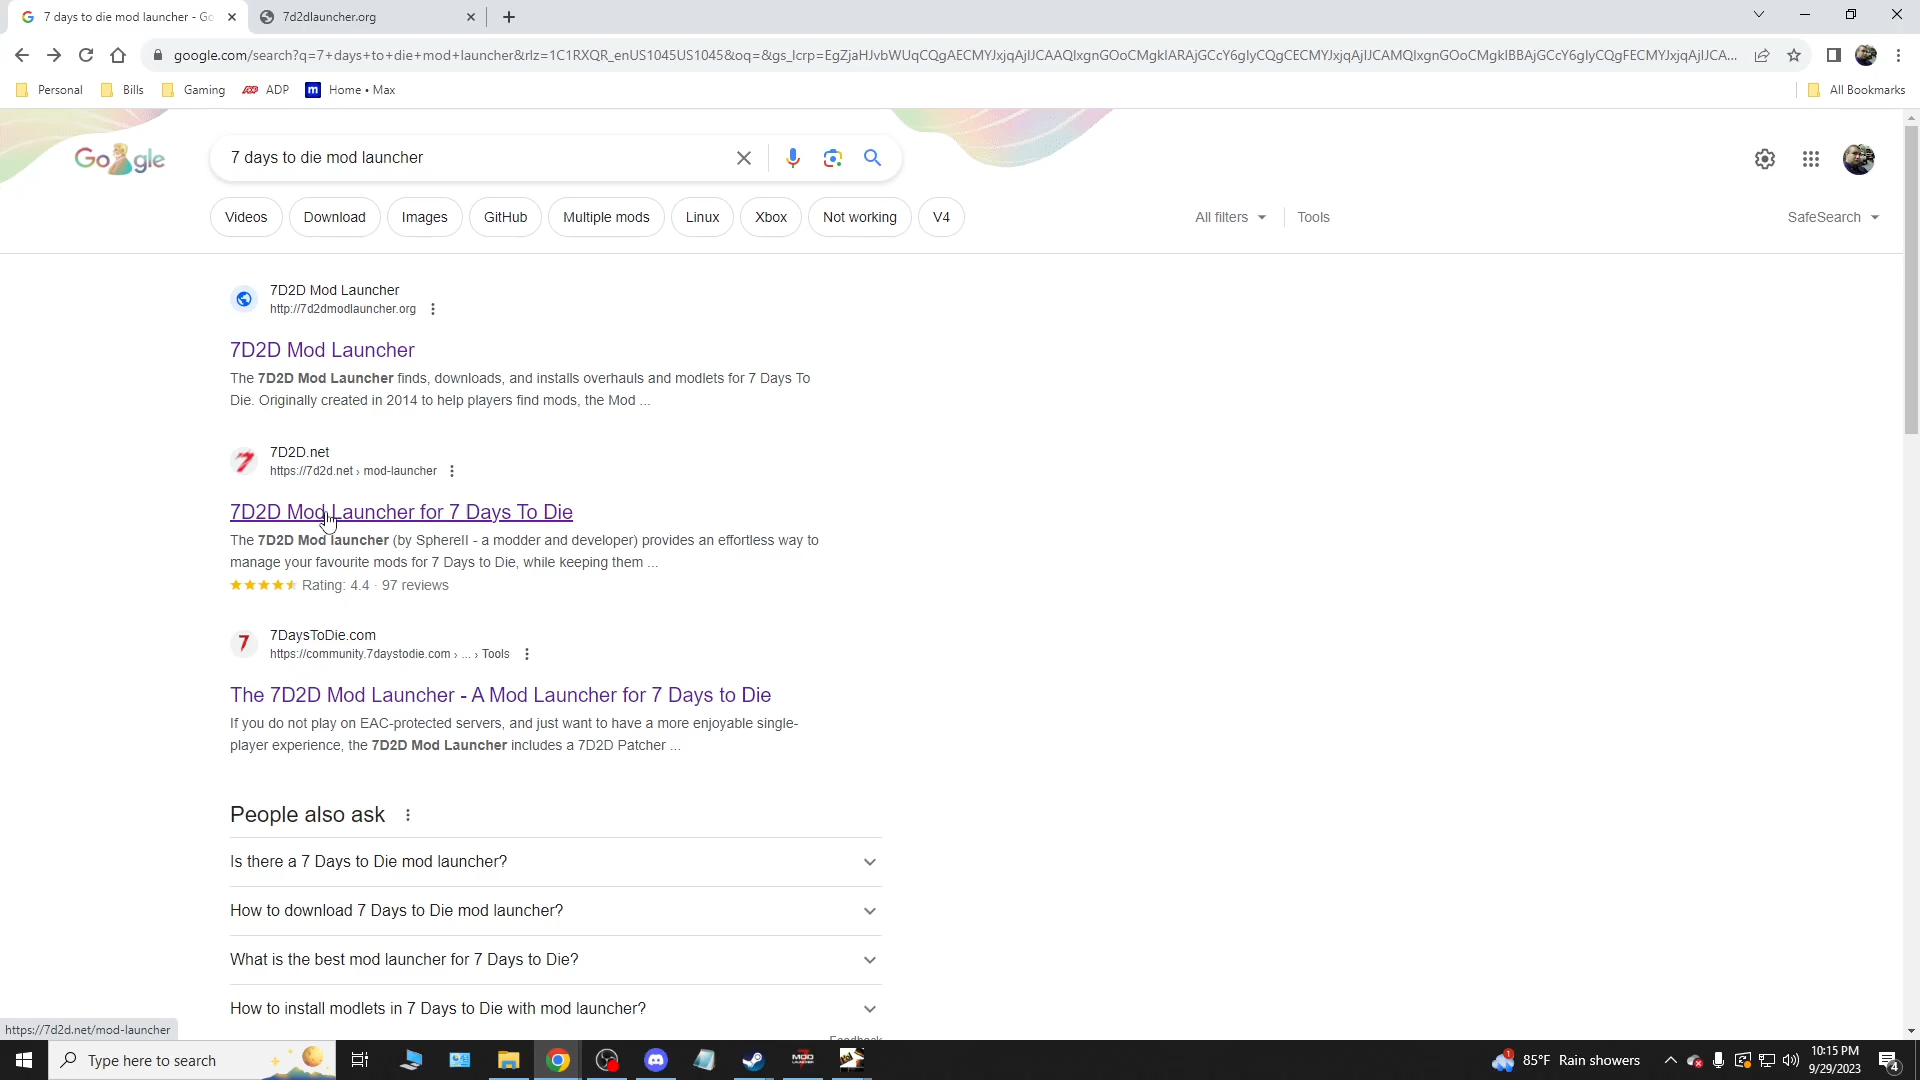 7 days to die mod launcher - Go
7d2dlauncher.org
google.com/search?q=7+days+to+die+mod+launcher&rlz=1C1RXQR_enUS1045US1045&oq=&gs_lcrp=
Personal
Bills
Gaming
ADP
Home • Max
All Bookmarks
Google
7 days to die mod launcher
Videos
Download
Images
GitHub
Multiple mods
Linux
Xbox
Not working
V4
All filters
Tools
SafeSearch
7D2D Mod Launcher
http://7d2dmodlauncher.org
7D2D Mod Launcher
The 7D2D Mod Launcher finds, downloads, and installs overhauls and modlets for 7 Days To
Die. Originally created in 2014 to help players find mods, the Mod ...
7D2D.net
https://7d2d.net › mod-launcher
7D2D Mod Launcher for 7 Days To Die
The 7D2D Mod launcher (by SphereII - a modder and developer) provides an effortless way to
manage your favourite mods for 7 Days to Die, while keeping them ...
Rating: 4.4 · 97 reviews
7DaysToDie.com
https://community.7daystodie.com › ... › Tools
The 7D2D Mod Launcher - A Mod Launcher for 7 Days to Die
If you do not play on EAC-protected servers, and just want to have a more enjoyable single-
player experience, the 7D2D Mod Launcher includes a 7D2D Patcher ...
People also ask
Is there a 7 Days to Die mod launcher?
How to download 7 Days to Die mod launcher?
What is the best mod launcher for 7 Days to Die?
How to install modlets in 7 Days to Die with mod launcher?
Feedback
https://7d2d.net/mod-launcher
Type here to search
85°F Rain showers
10:15 PM
9/29/2023
4